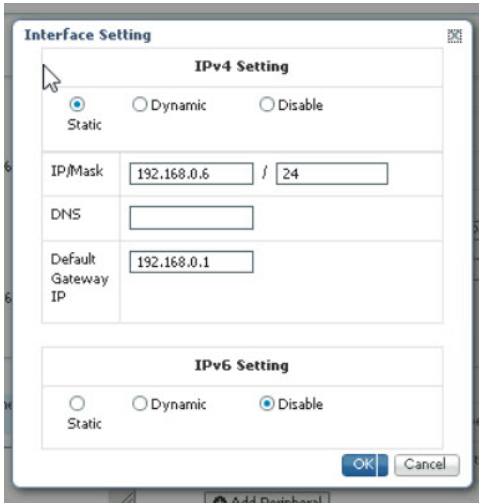 Interface Setting
IPv4 Setting
Static
Dynamic
Disable
IP/Mask
192.168.0.6
/
24
DNS
Default
Gateway
IP
192.168.0.1
IPv6 Setting
Static
Dynamic
Disable
OK
Cancel
Add Peripheral